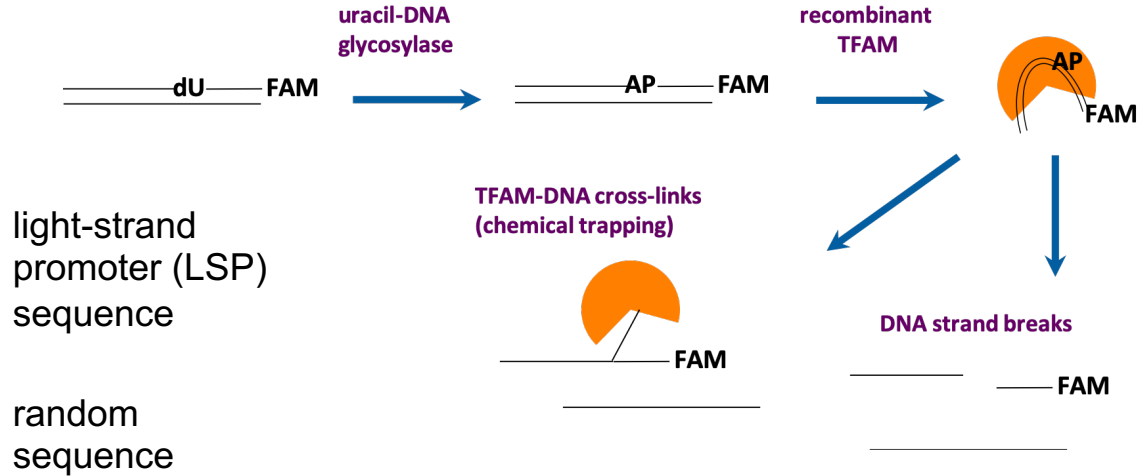 uracil-DNA
glycosylase
recombinant
TFAM
dU
FAM
AP
FAM
AP
FAM
TFAM-DNA cross-links
(chemical trapping)
light-strand
promoter (LSP)
sequence
FAM
DNA strand breaks
FAM
random
sequence